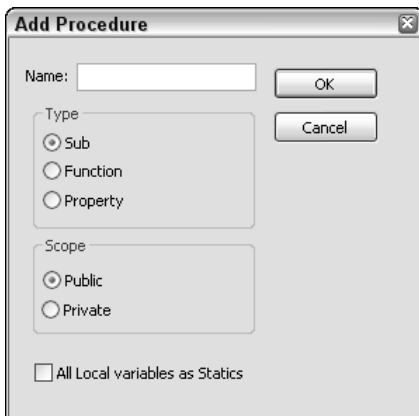 Add Procedure
Name:
OK
Type
Cancel
Sub
Function
Property
Scope
Public
Private
All Local variables as Statics